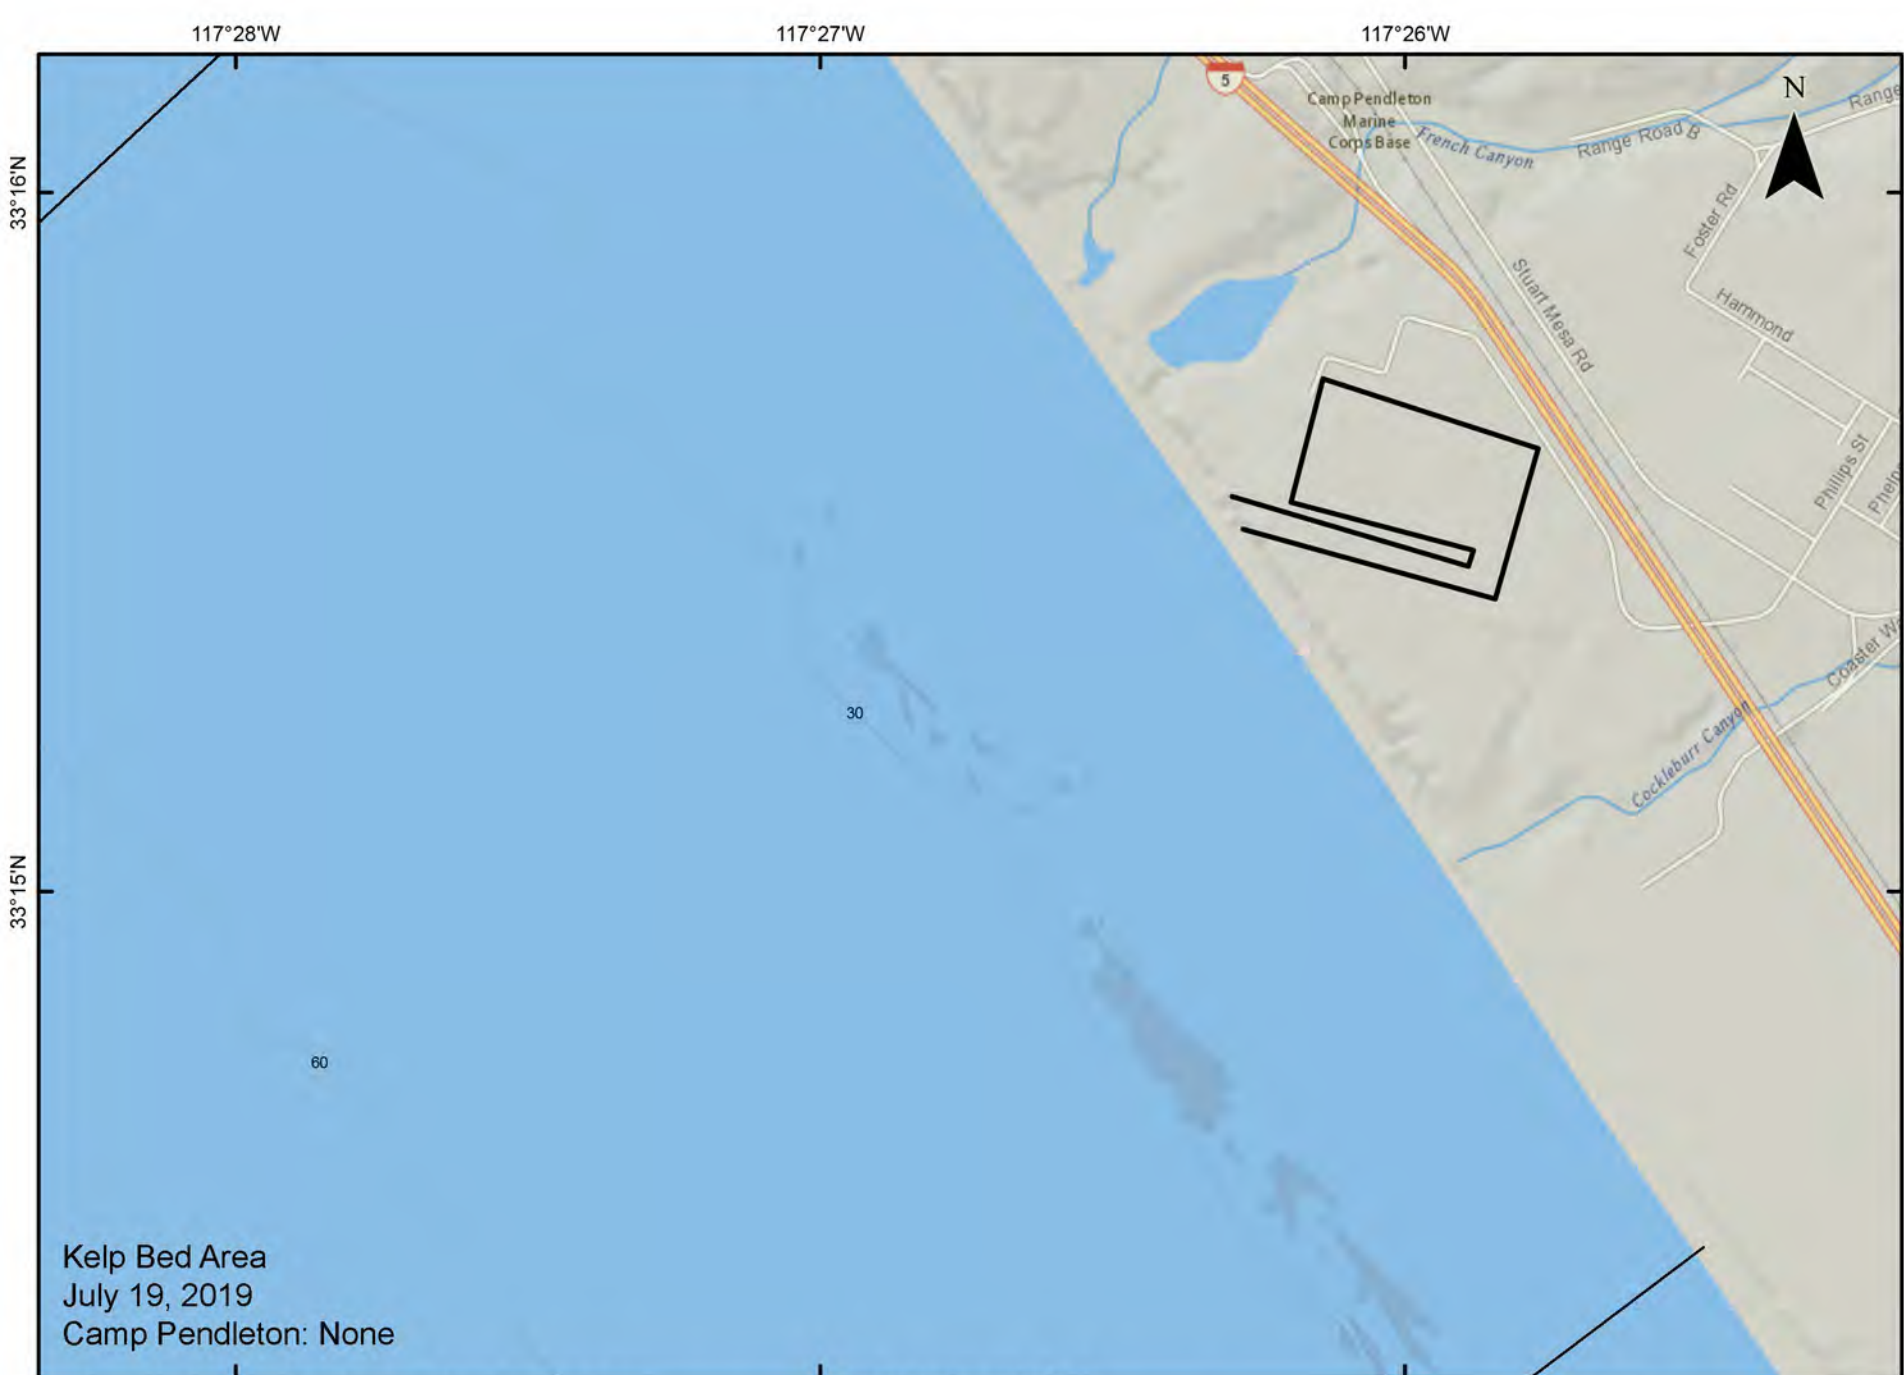 117°28'W
117°27'W
117°26'W
5
Camp Pendleton
Marine
Corps Base
N
Range
Range Road B
French Canyon
33°16'N
Foster Rd
Stuart Mesa Rd
Hammond
Phillips St
Phelp
Coaster Wa
30
Cockleburr Canyon
33°15'N
60
Kelp Bed Area
July 19, 2019
Camp Pendleton: None